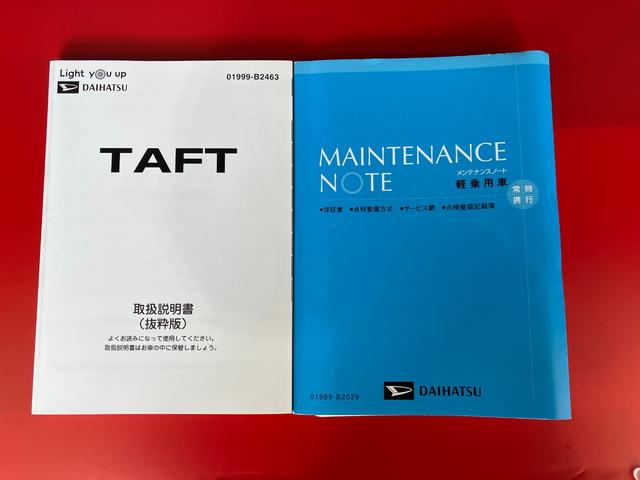 Light you up
DAIHATSU
01999-B2463
TAFT
取扱説明書
（抜粋版）
よくお読みになって使用してください。
取扱説明書はお車の中に保管しましょう。
MAINTENANCE
NOTE
メンテナンスノート
軽乗用車
常時
携行
●保証書 ●点検整備方式 ●サービス網 ●点検整備記録簿
01989-B2029
DAIHATSU